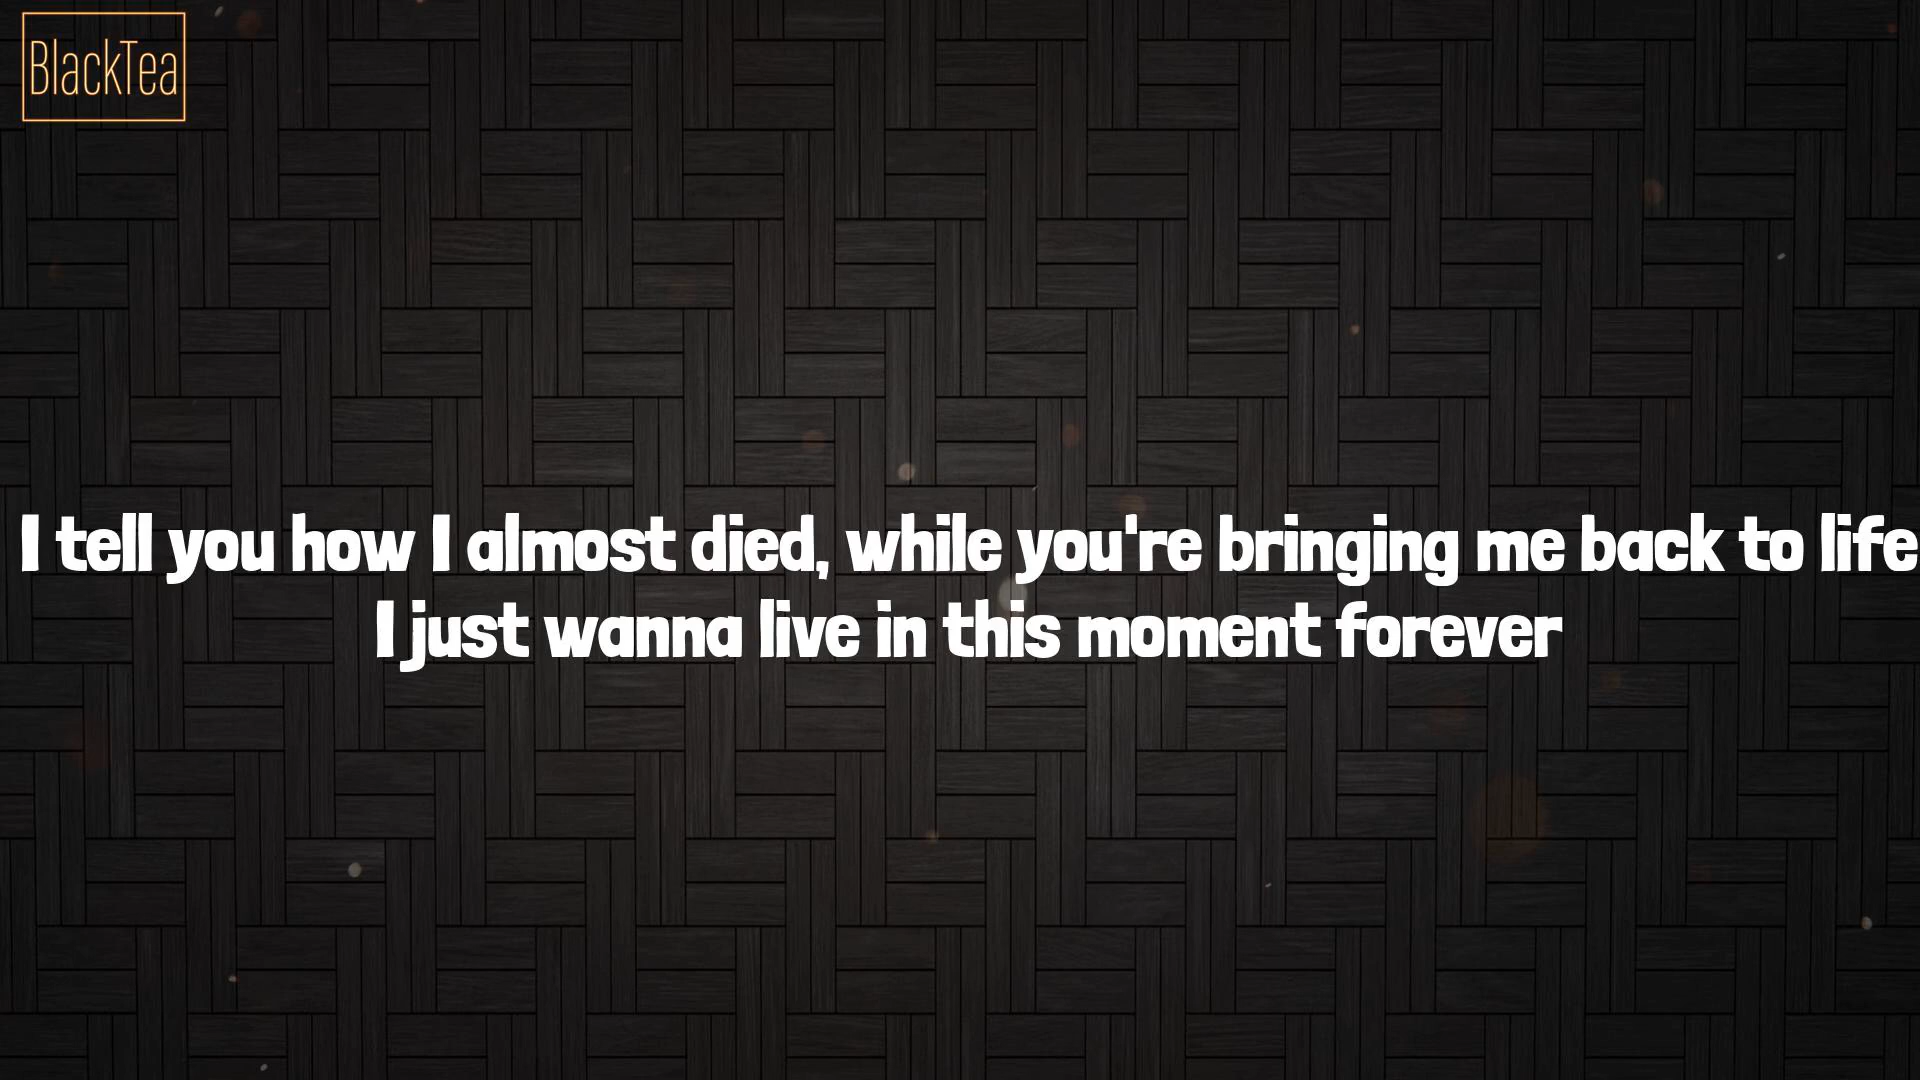 BlackTea
I tell you how I almost died, while you're bringing me back to life
I just wanna live in this moment forever